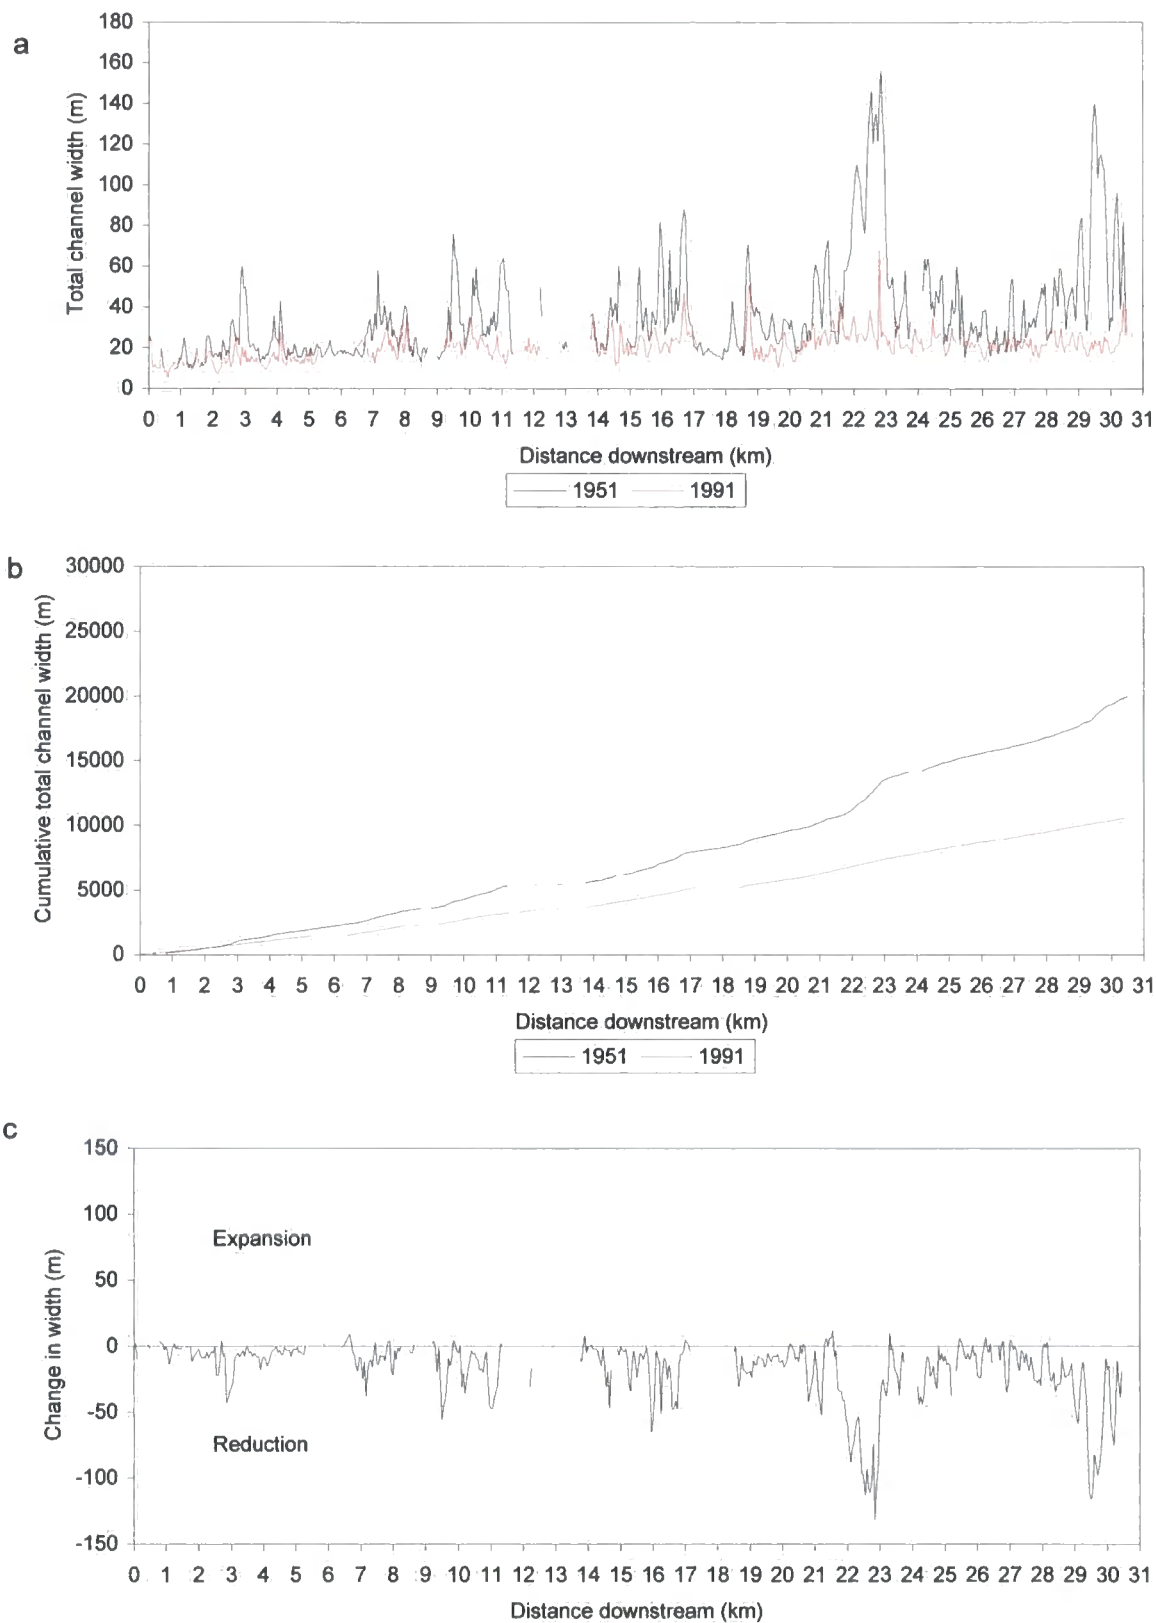 a
Total channel width (m)
180
160
140
120
100
80
60
40
20
0
0 1 2 3 4 5 6 7 8 9 10 11 12 13 14 15 16 17 18 19 20 21 22 23 24 25 26 27 28 29 30 31
Distance downstream (km)
1951 1991
b
Cumulative total channel width (m)
30000
25000
20000
15000
10000
5000
0
0 1 2 3 4 5 6 7 8 9 10 11 12 13 14 15 16 17 18 19 20 21 22 23 24 25 26 27 28 29 30 31
Distance downstream (km)
1951 1991
c
Change in width (m)
150
100
50
0
-50
-100
-150
Expansion
Reduction
0 1 2 3 4 5 6 7 8 9 10 11 12 13 14 15 16 17 18 19 20 21 22 23 24 25 26 27 28 29 30 31
Distance downstream (km)